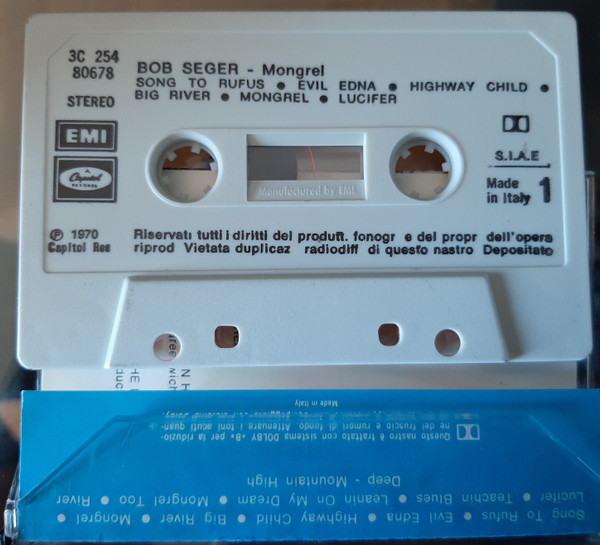 3C 254
80678
BOB SEGER - Mongrel
SONG TO RUFUS ● EVIL EDNA ● HIGHWAY CHILD ●
BIG RIVER ● MONGREL ● LUCIFER
STEREO
EMI
Capitol
RECORDS
Manufactured by EMI
S.I.A.E
Made
in Italy
1
℗ 1970
Capitol Rec
Riservati tutti i diritti del produtt. fonogr e del propr dell'opera
riprod Vietata duplicaz radiodiff di questo nastro Depositato
Song To Rufus ● Evil Edna ● Highway Child ● Big River ● Mongrel ●
Lucifer ● Teachin Blues ● Leanin On My Dream ● Mongrel Too ● River
Deep - Mountain High
Questo nastro è trattato con sistema DOLBY «B» per la riduzio-
ne del fruscio e rumori di fondo. Attenuare i toni acuti quan-
Made in Italy